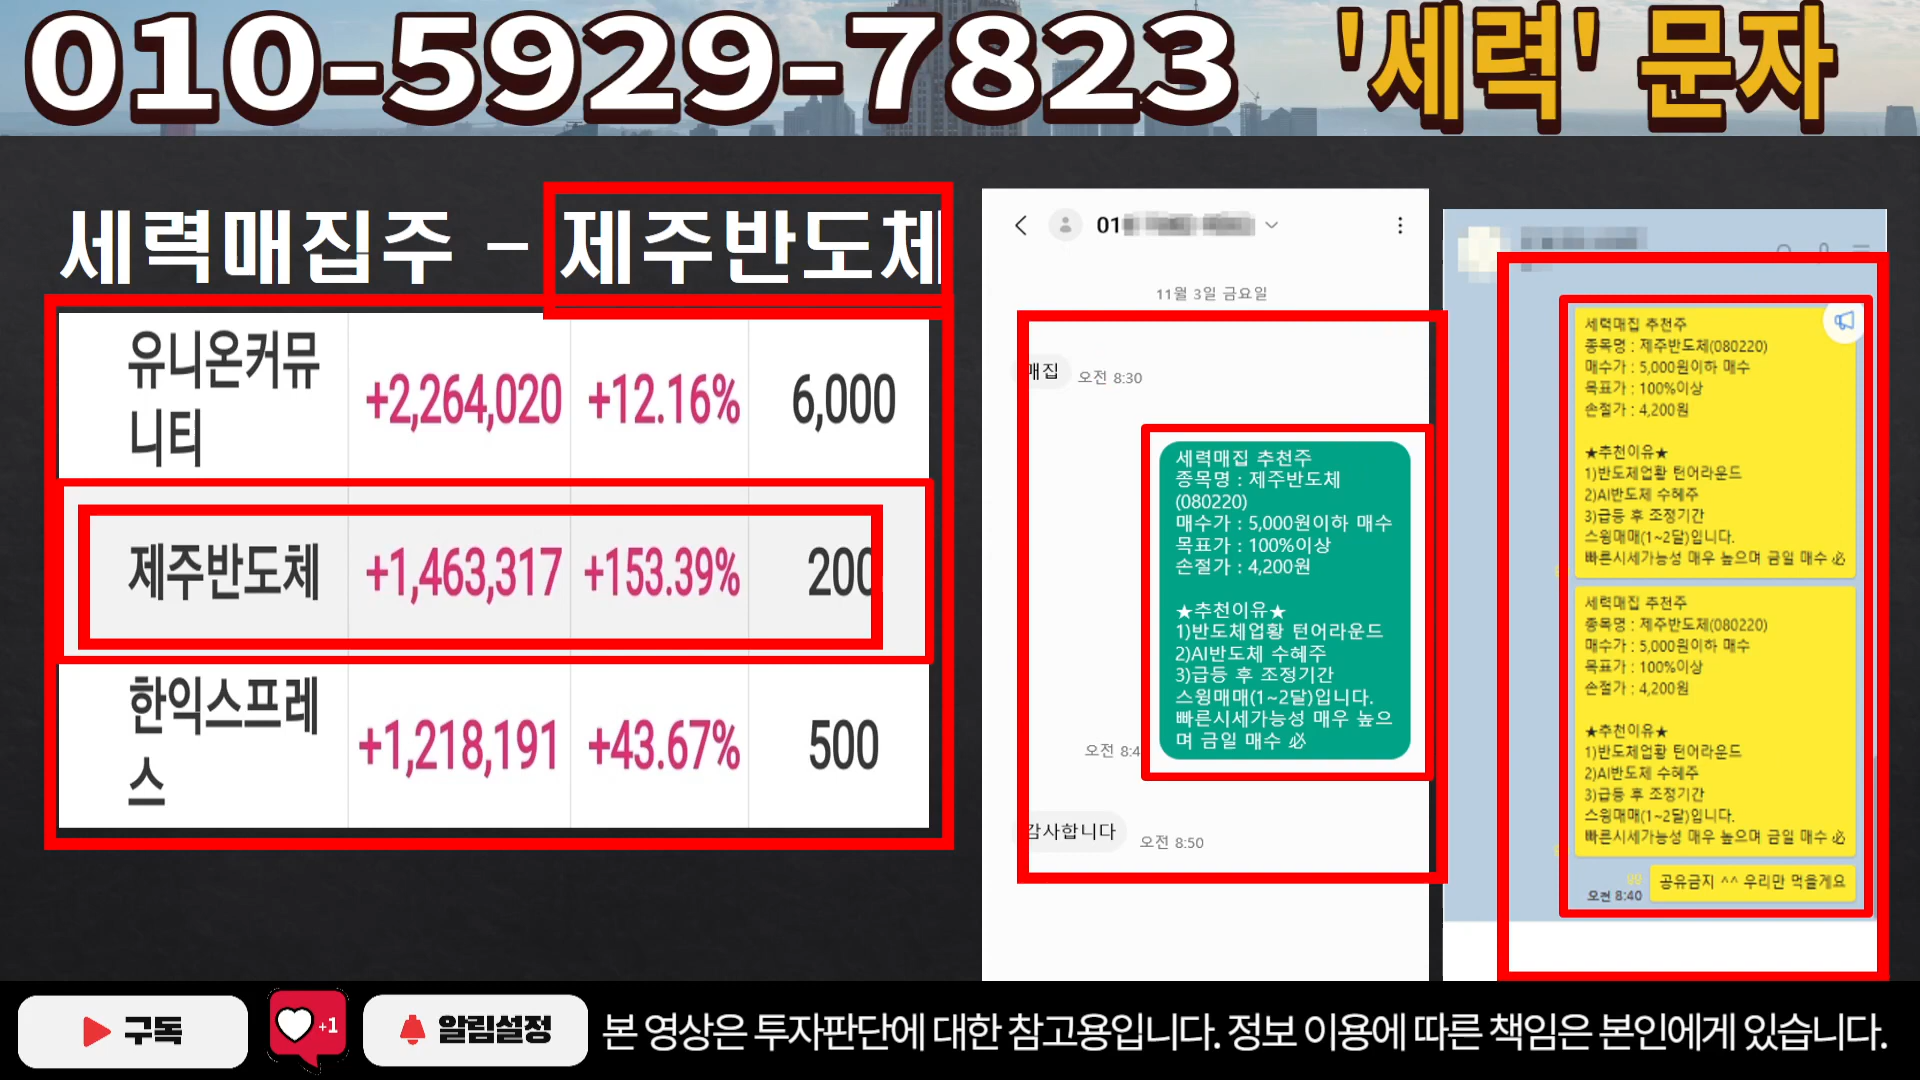 010-5929-7823 '세력' 문자
세력매집주 - 제주반도체
유니온커뮤
니티
+2,264,020 +12.16% 6,000
제주반도체 +1,463,317 +153.39% 200
한익스프레
스
+1,218,191 +43.67% 500
01
11월 3일 금요일
매집 오전 8:30
세력매집 추천주
종목명 : 제주반도체
(080220)
매수가 : 5,000원이하 매수
목표가 : 100%이상
손절가 : 4,200원
★추천이유★
1)반도체업황 턴어라운드
2)AI반도체 수혜주
3)급등 후 조정기간
스윙매매(1~2달)입니다.
빠른시세가능성 매우 높으
며 금일 매수 必
오전 8:4
감사합니다 오전 8:50
세력매집 추천주
종목명 : 제주반도체(080220)
매수가 : 5,000원이하 매수
목표가 : 100%이상
손절가 : 4,200원
★추천이유★
1)반도체업황 턴어라운드
2)AI반도체 수혜주
3)급등 후 조정기간
스윙매매(1~2달)입니다.
빠른시세가능성 매우 높으며 금일 매수 必
세력매집 추천주
종목명 : 제주반도체(080220)
매수가 : 5,000원이하 매수
목표가 : 100%이상
손절가 : 4,200원
★추천이유★
1)반도체업황 턴어라운드
2)AI반도체 수혜주
3)급등 후 조정기간
스윙매매(1~2달)입니다.
빠른시세가능성 매우 높으며 금일 매수 必
오전 8:40 공유금지 ^^ 우리만 먹을게요
구독 +1 알림설정 본 영상은 투자판단에 대한 참고용입니다. 정보 이용에 따른 책임은 본인에게 있습니다.